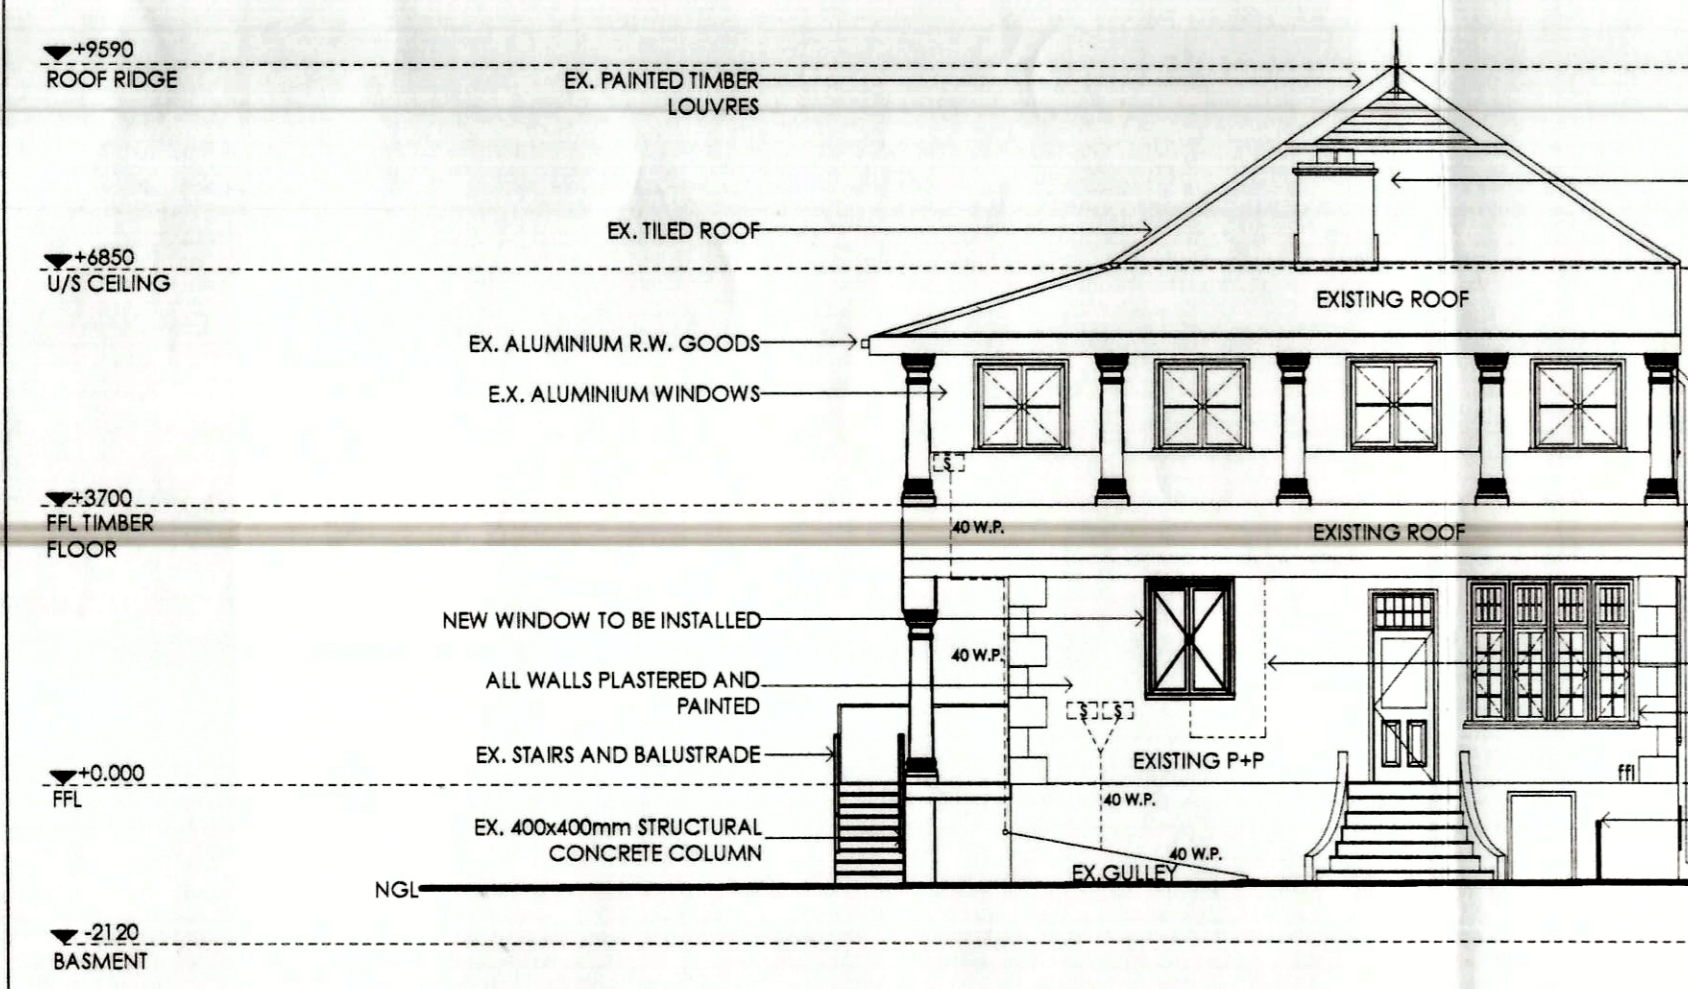 +9590
ROOF RIDGE
EX. PAINTED TIMBER
LOUVRES
EX. TILED ROOF
+6850
U/S CEILING
EXISTING ROOF
EX. ALUMINIUM R.W. GOODS
E.X. ALUMINIUM WINDOWS
S
+3700
FFL TIMBER
FLOOR
40 W.P.
EXISTING ROOF
NEW WINDOW TO BE INSTALLED
40 W.P.
ALL WALLS PLASTERED AND
PAINTED
S S
EX. STAIRS AND BALUSTRADE
EXISTING P+P
+0.000
FFL
ffl
40 W.P.
EX. 400x400mm STRUCTURAL
CONCRETE COLUMN
40 W.P.
EX.GULLEY
NGL
-2120
BASMENT